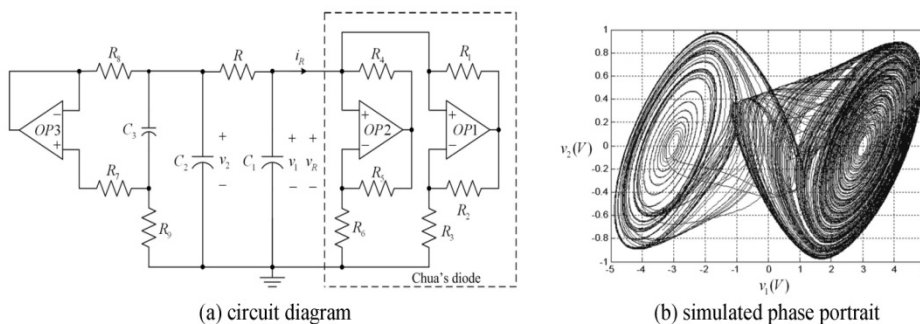 R8
R
iR
R4
R1
−
+
OP3
C3
C2
+
v2
−
C1
+
v1
−
+
vR
−
+
−
OP2
+
−
OP1
R7
R5
R2
R9
R6
R3
Chua's diode
(a) circuit diagram
1
0.8
0.6
0.4
0.2
0
-0.2
-0.4
-0.6
-0.8
-1
v2(V)
-5 -4 -3 -2 -1 0 1 2 3 4
v1(V)
(b) simulated phase portrait